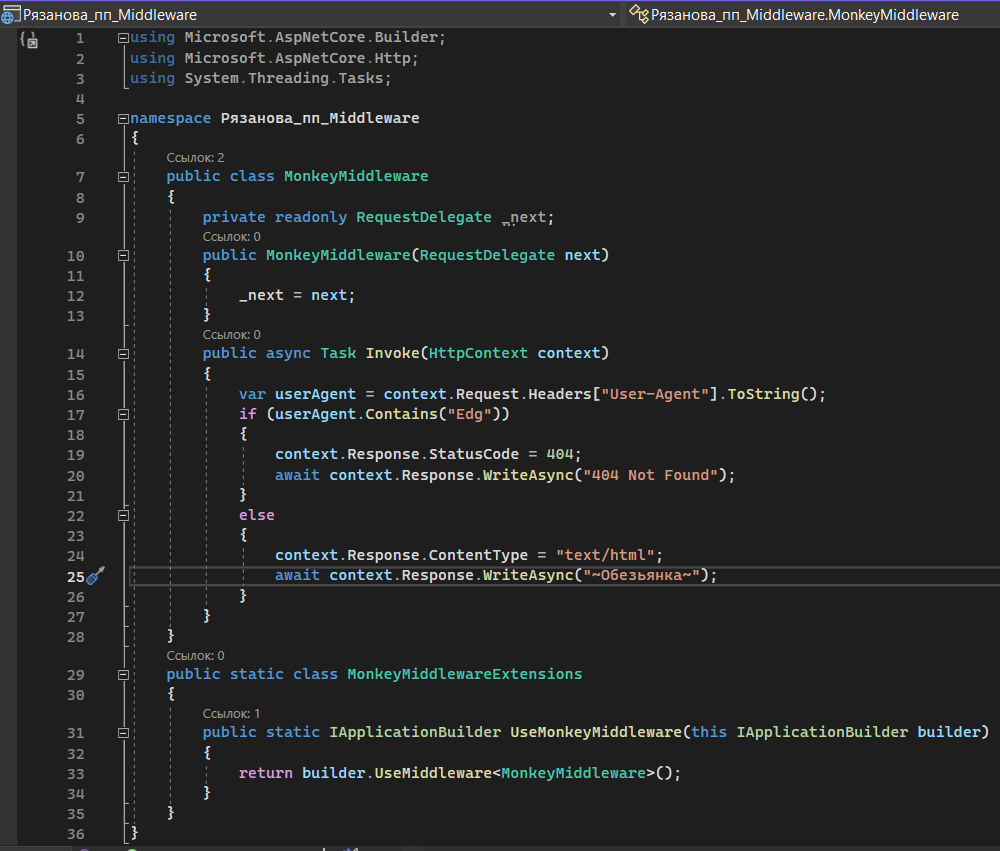 Рязанова_пп_Middleware Рязанова_пп_Middleware.MonkeyMiddleware
1 using Microsoft.AspNetCore.Builder;
2 using Microsoft.AspNetCore.Http;
3 using System.Threading.Tasks;
4
5 namespace Рязанова_пп_Middleware
6 {
Ссылок: 2
7 public class MonkeyMiddleware
8 {
9 private readonly RequestDelegate _next;
Ссылок: 0
10 public MonkeyMiddleware(RequestDelegate next)
11 {
12 _next = next;
13 }
Ссылок: 0
14 public async Task Invoke(HttpContext context)
15 {
16 var userAgent = context.Request.Headers["User-Agent"].ToString();
17 if (userAgent.Contains("Edg"))
18 {
19 context.Response.StatusCode = 404;
20 await context.Response.WriteAsync("404 Not Found");
21 }
22 else
23 {
24 context.Response.ContentType = "text/html";
25 await context.Response.WriteAsync("~Обезьянка~");
26 }
27 }
28 }
Ссылок: 0
29 public static class MonkeyMiddlewareExtensions
30 {
Ссылок: 1
31 public static IApplicationBuilder UseMonkeyMiddleware(this IApplicationBuilder builder)
32 {
33 return builder.UseMiddleware<MonkeyMiddleware>();
34 }
35 }
36 }